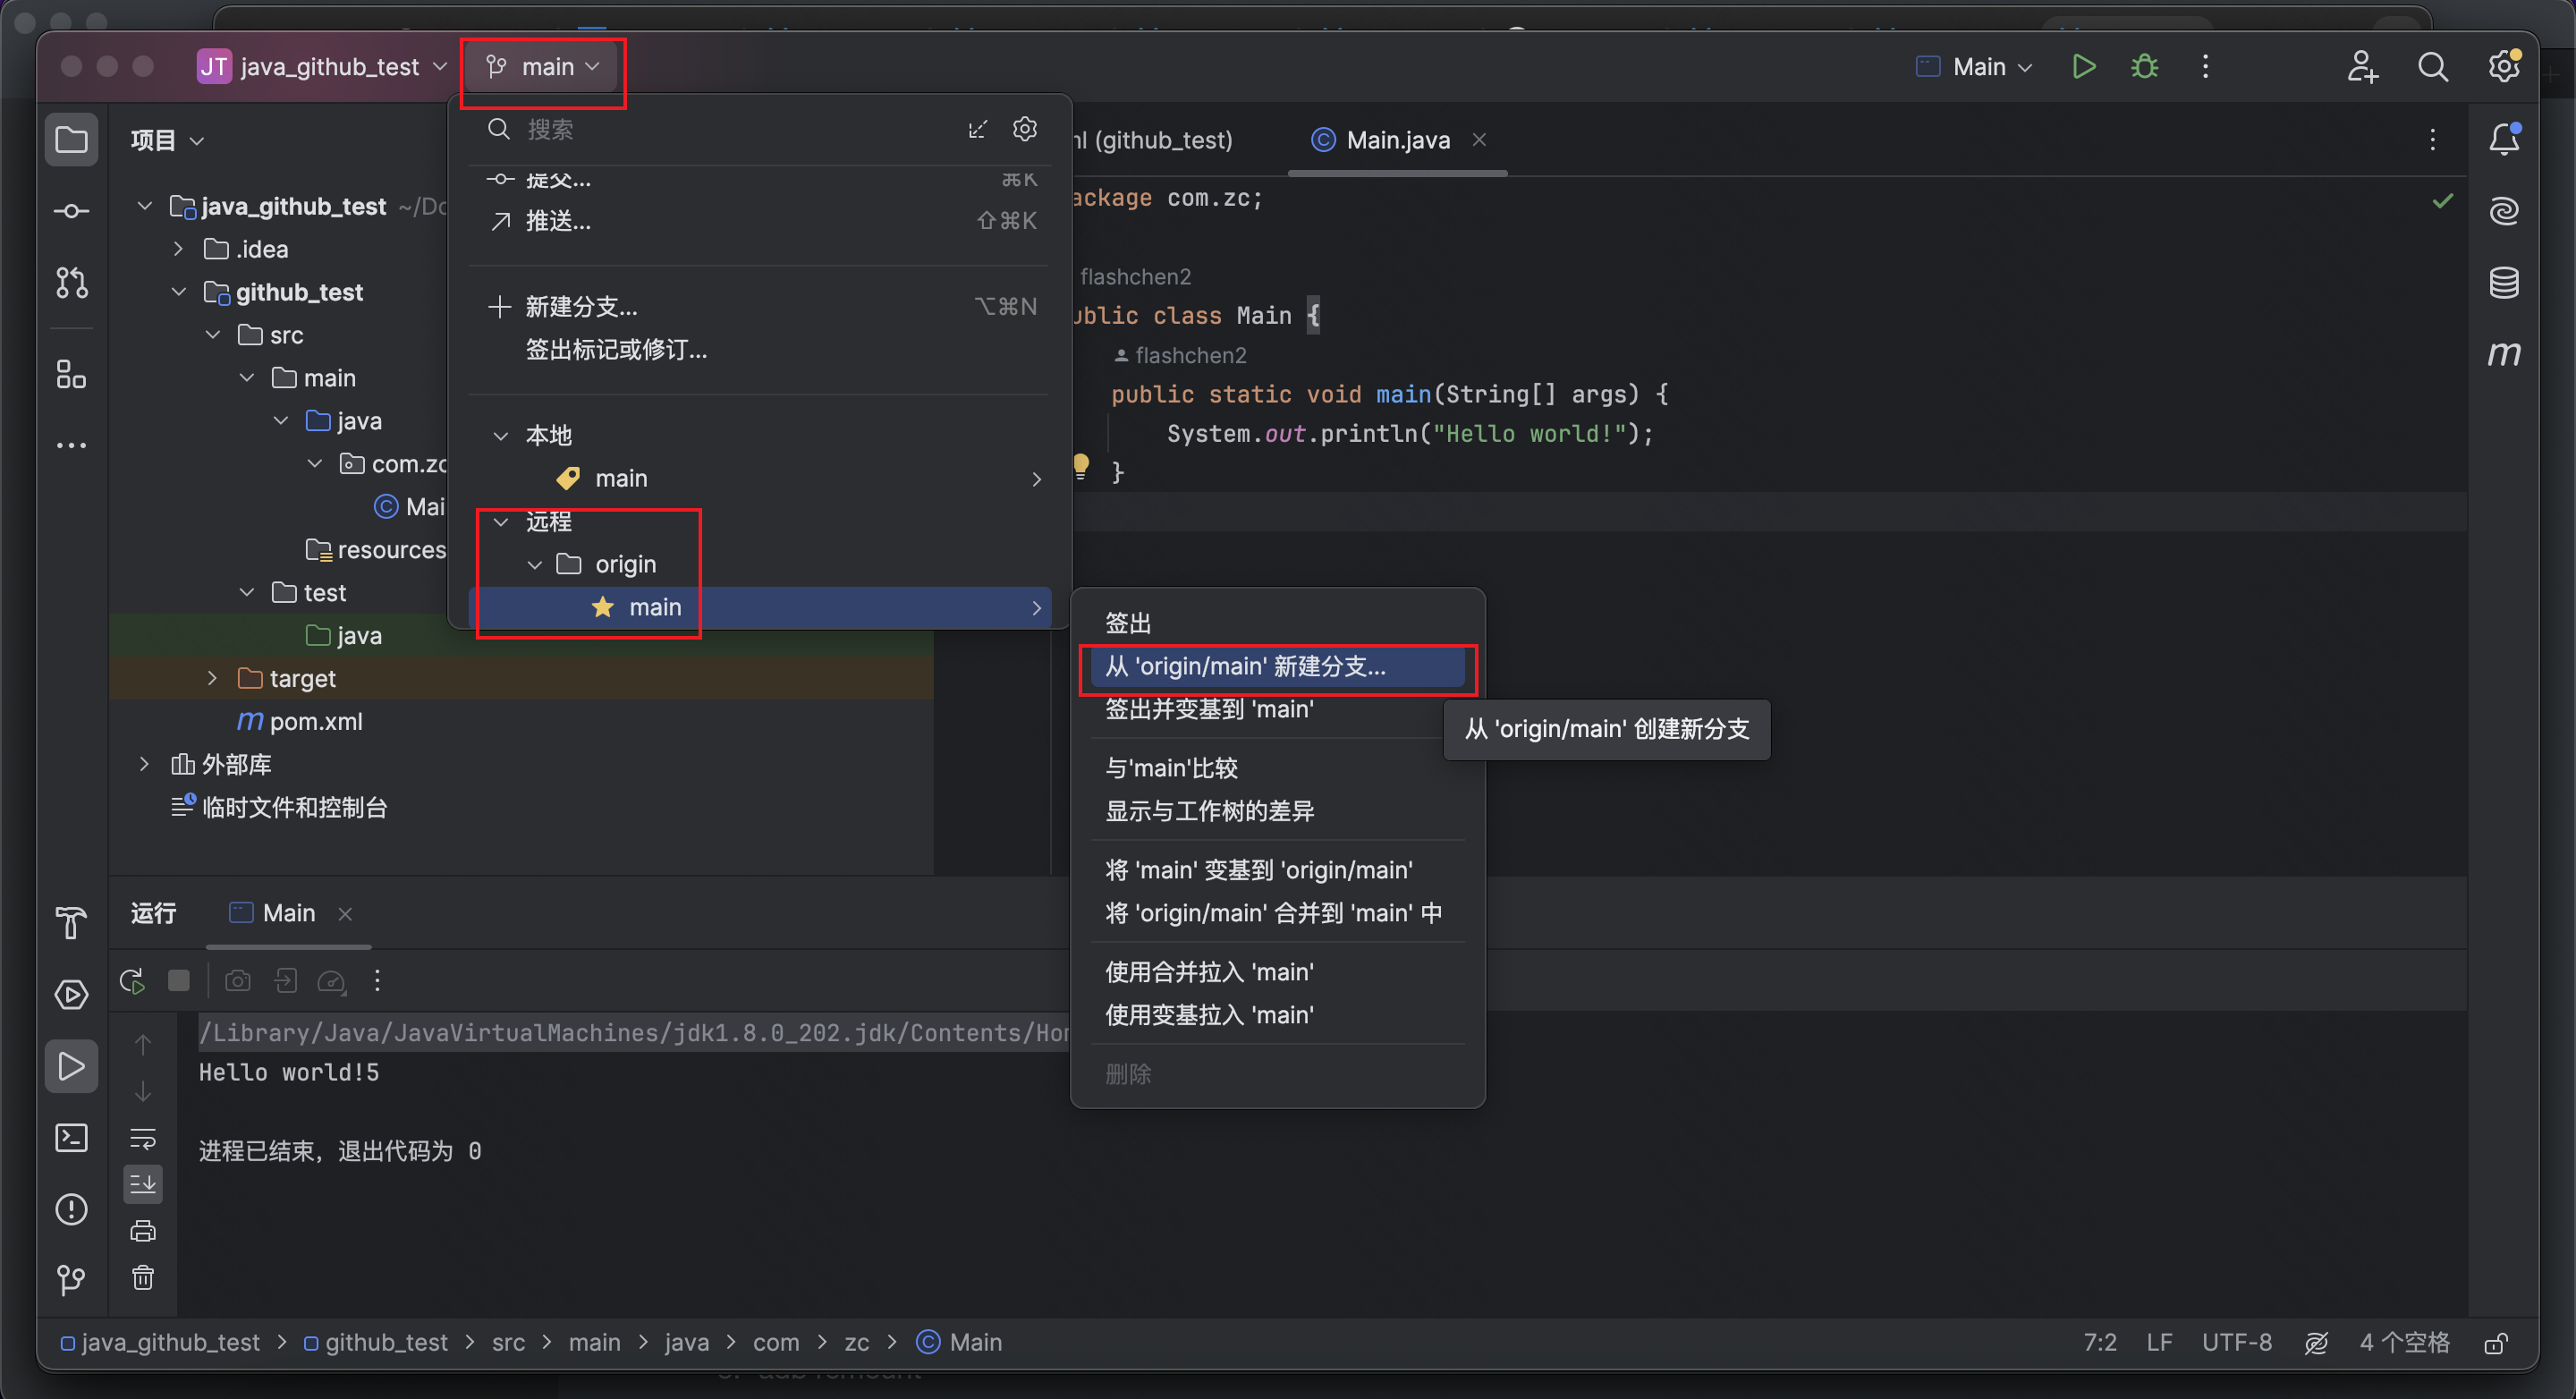 JT java_github_test main Main
项目
java_github_test
.idea
github_test
src
main
java
resources
test
java
target
pom.xml
外部库
临时文件和控制台
搜索
提交... ⌘K
推送... ⇧⌘K
新建分支... ⌥⌘N
签出标记或修订...
本地
main
远程
origin
main
签出
从 'origin/main' 新建分支...
签出并变基到 'main'
与'main'比较
显示与工作树的差异
将 'main' 变基到 'origin/main'
将 'origin/main' 合并到 'main' 中
使用合并拉入 'main'
使用变基拉入 'main'
删除
从 'origin/main' 创建新分支
(github_test) Main.java
com.zc;
flashchen2
class Main {
flashchen2
public static void main(String[] args) {
System.out.println("Hello world!");
}
运行 Main
/Library/Java/JavaVirtualMachines/jdk1.8.0_202.jdk/Contents/
Hello world!5
进程已结束，退出代码为 0
java_github_test > github_test > src > main > java > com > zc > Main
7:2 LF UTF-8 4 个空格